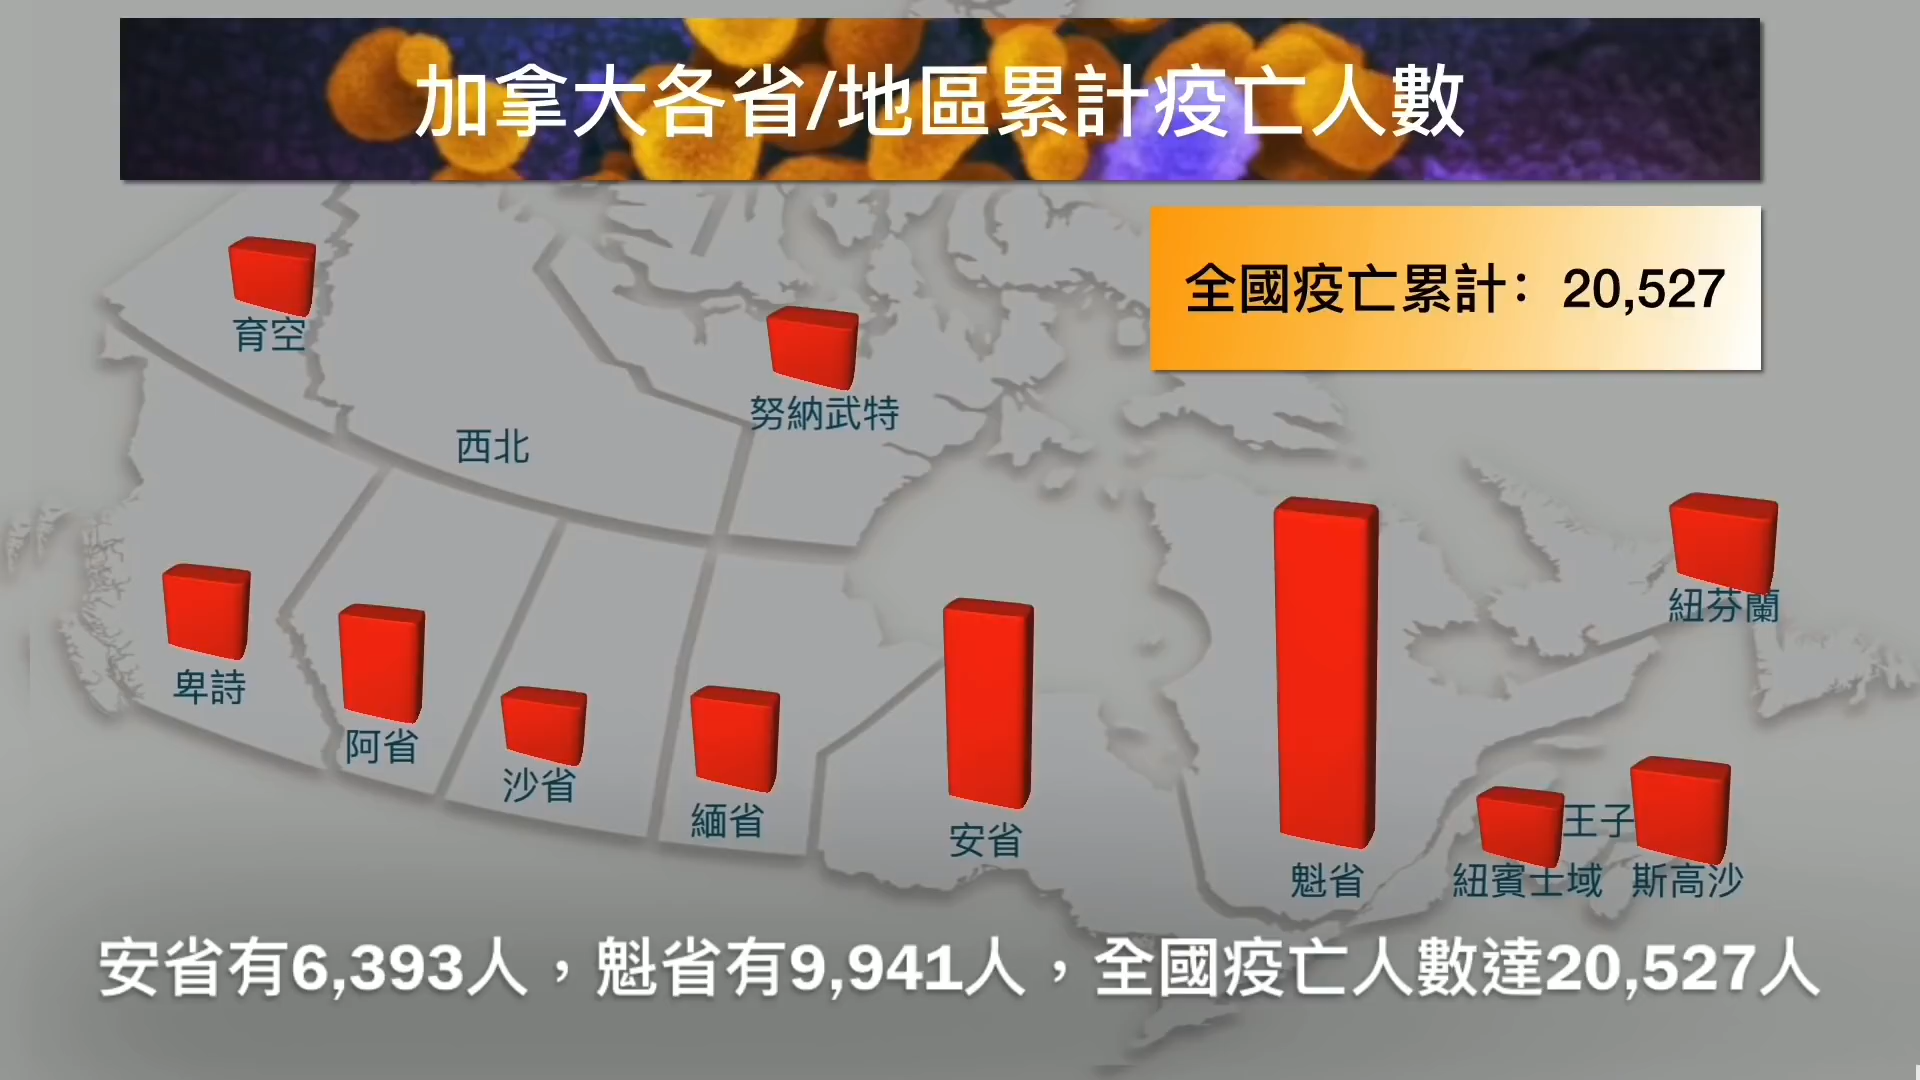 加拿大各省/地區累計疫亡人數
全國疫亡累計：20,527
育空
努納武特
西北
紐芬蘭
卑詩
阿省
沙省
緬省
安省
王子
魁省
紐賓士域
斯高沙
安省有6,393人，魁省有9,941人，全國疫亡人數達20,527人